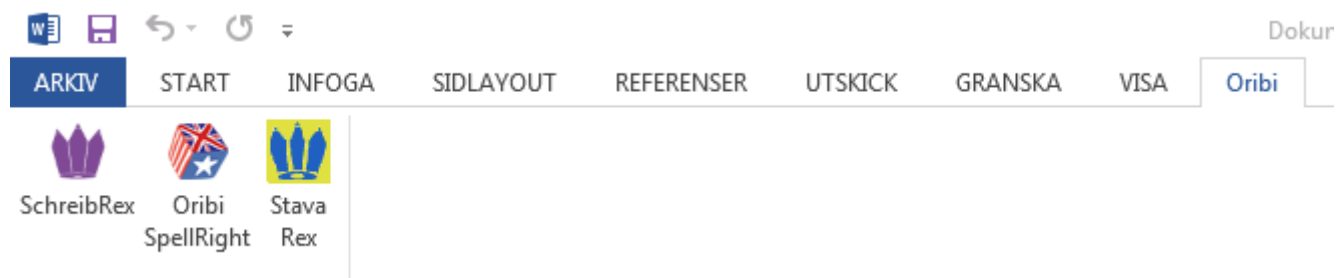 Dokum
ARKIV START INFOGA SIDLAYOUT REFERENSER UTSKICK GRANSKA VISA Oribi
SchreibRex Oribi Stava
SpellRight Rex